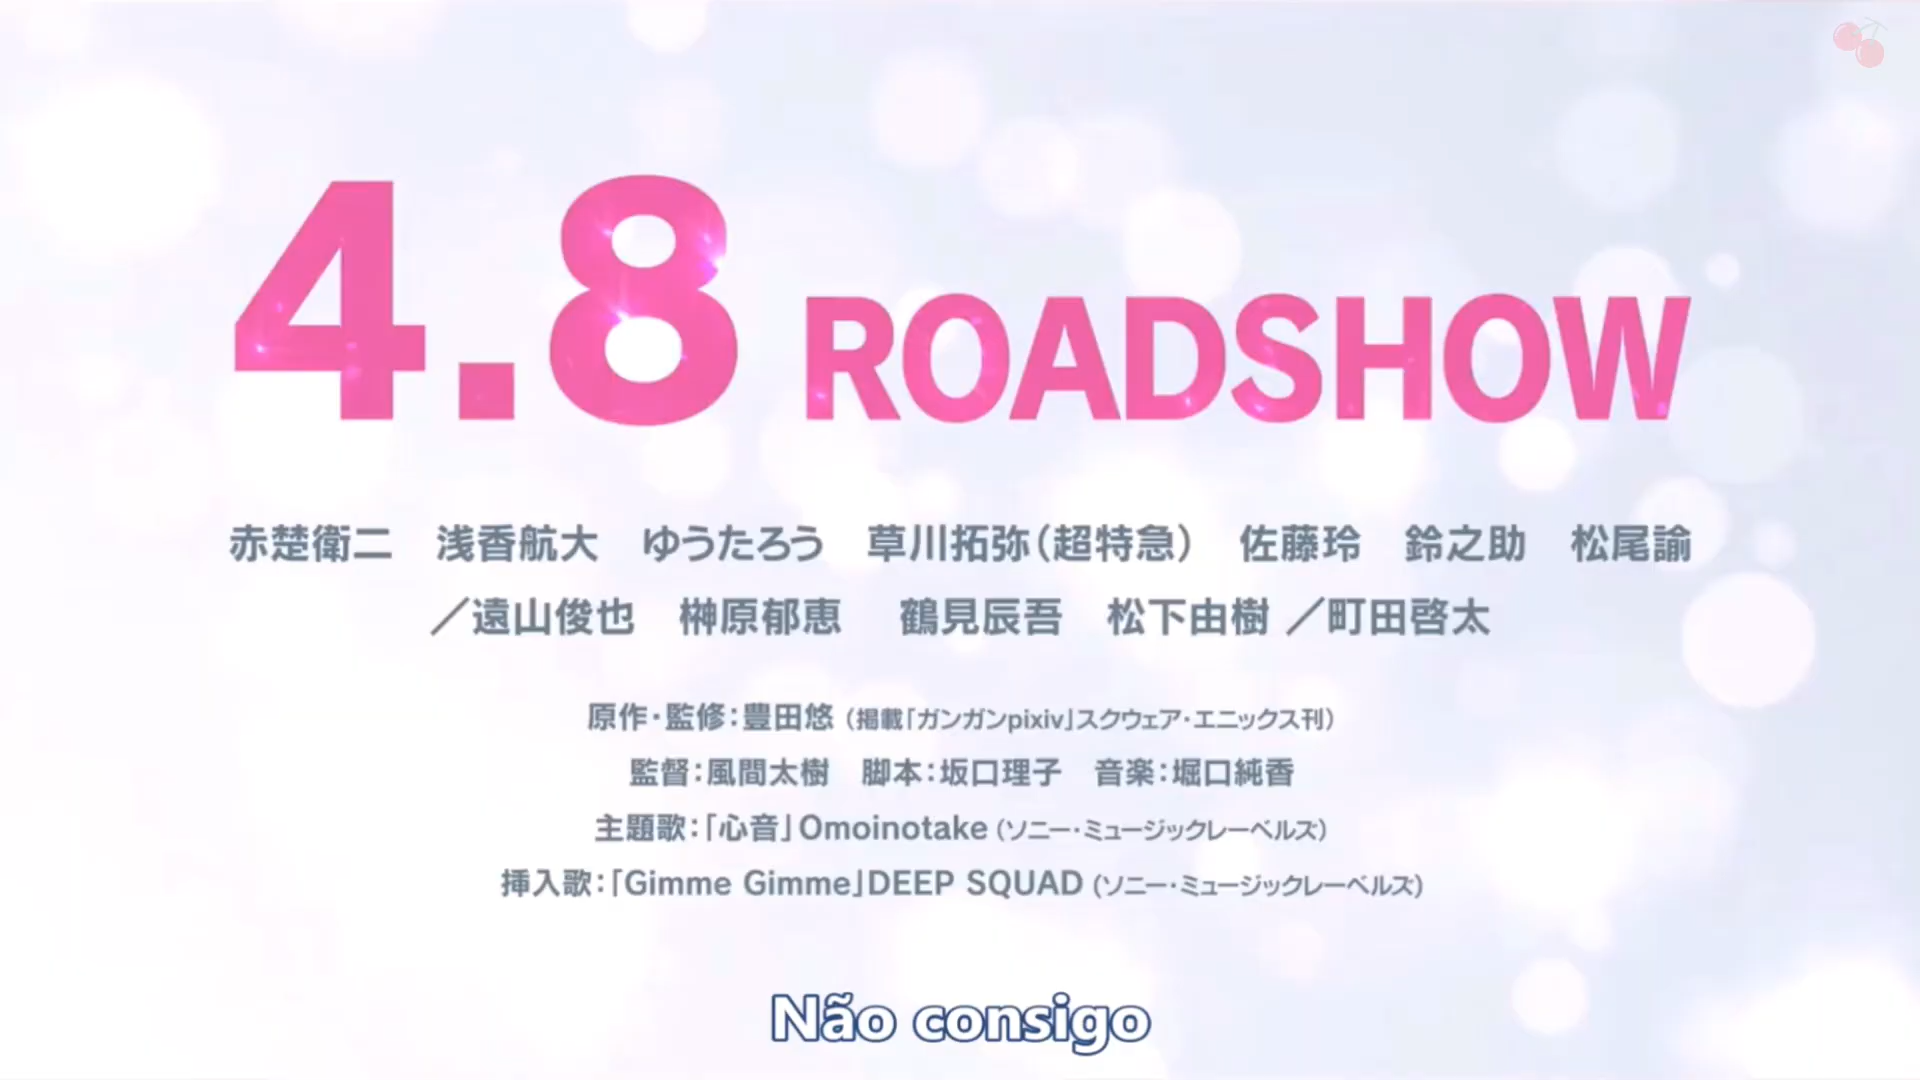 4.8 ROADSHOW
赤楚衛二　浅香航大　ゆうたろう　草川拓弥（超特急）　佐藤玲　鈴之助　松尾諭
／遠山俊也　榊原郁恵　鶴見辰吾　松下由樹／町田啓太
原作・監修：豊田悠（掲載「ガンガンpixiv」スクウェア・エニックス刊）
監督：風間太樹　脚本：坂口理子　音楽：堀口純香
主題歌：「心音」Omoinotake（ソニー・ミュージックレーベルズ）
挿入歌：「Gimme Gimme」DEEP SQUAD（ソニー・ミュージックレーベルズ）
Não consigo